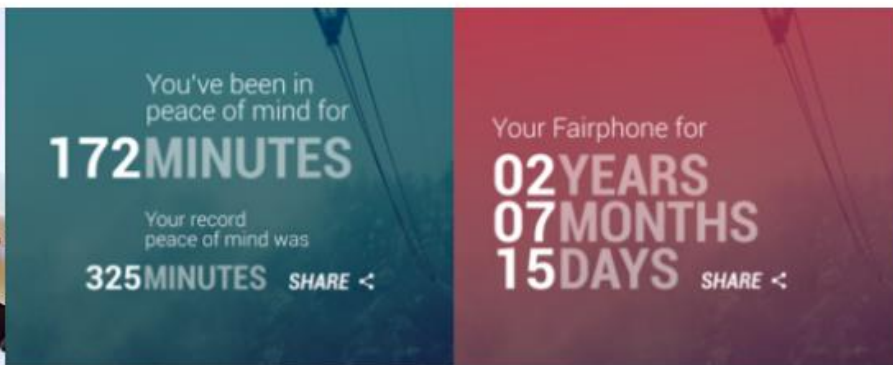 You've been in
peace of mind for
172MINUTES
Your record
peace of mind was
325MINUTES SHARE
Your Fairphone for
02YEARS
07MONTHS
15DAYS SHARE